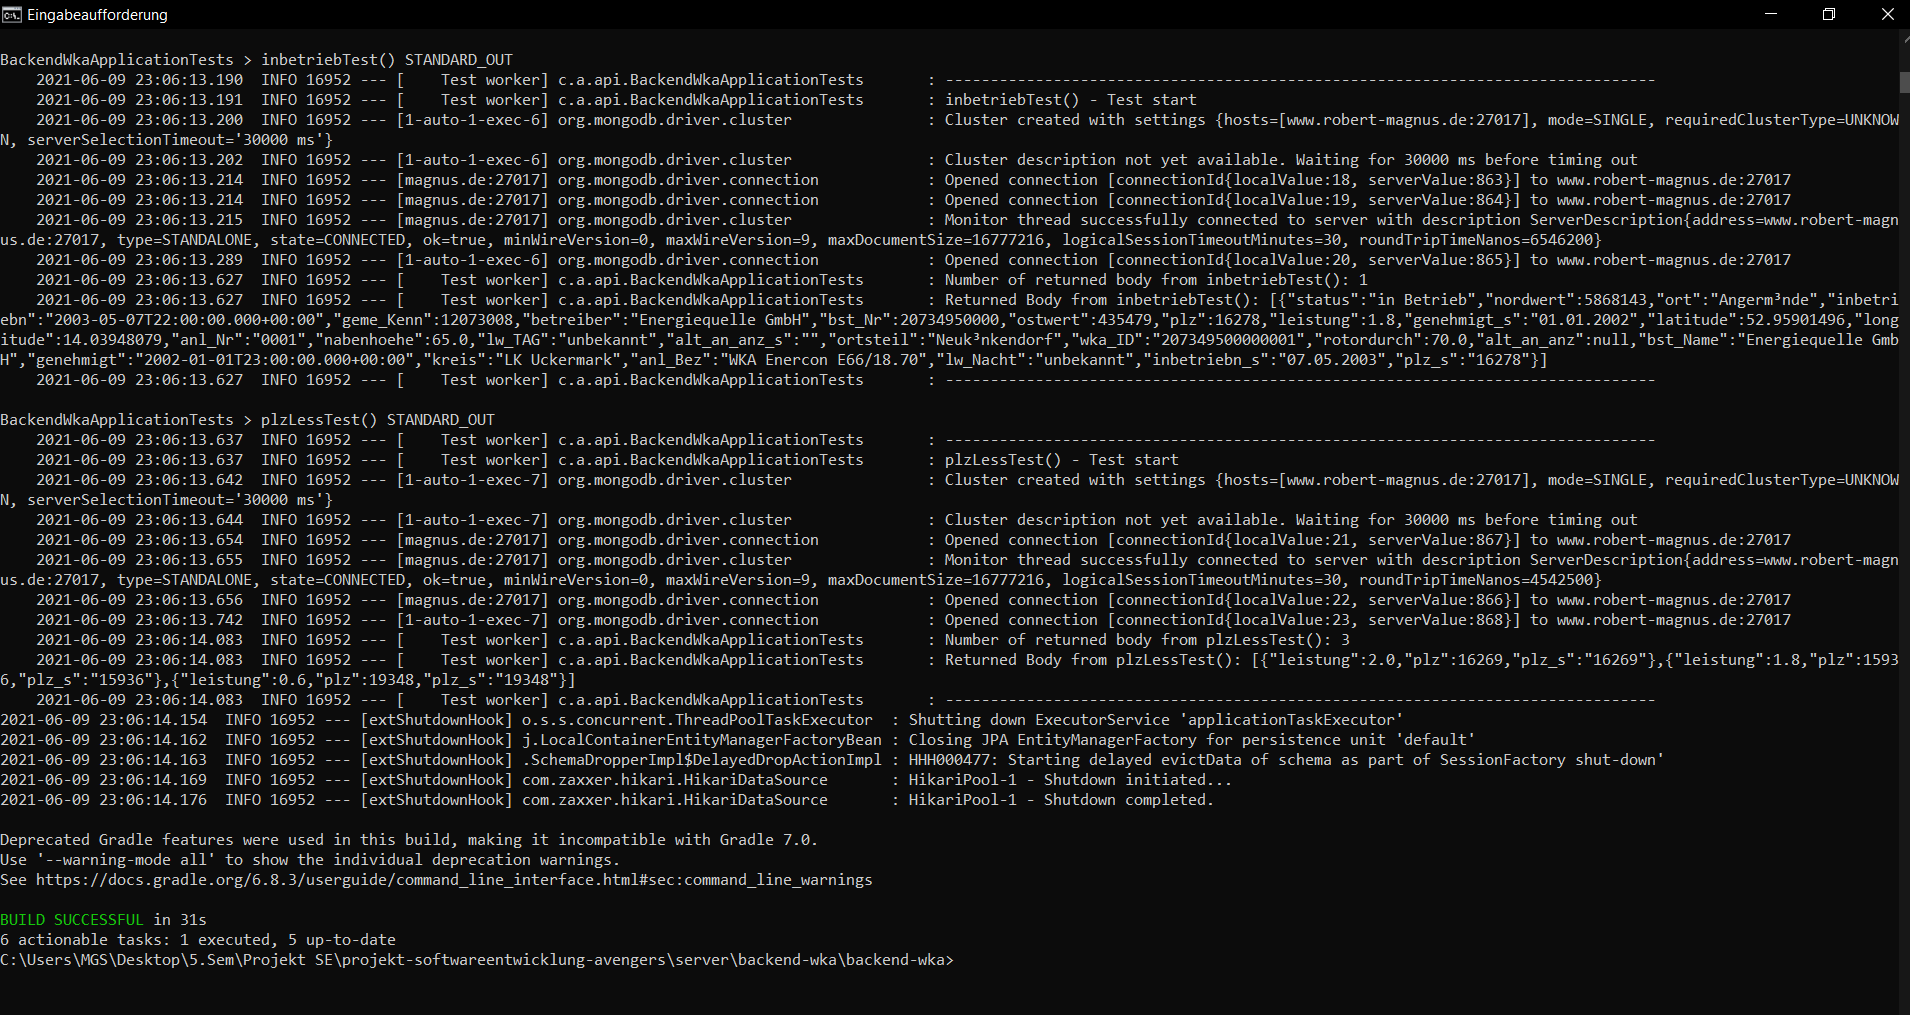 Eingabeaufforderung
BackendWkaApplicationTests > inbetriebTest() STANDARD_OUT
2021-06-09 23:06:13.190  INFO 16952 --- [    Test worker] c.a.api.BackendWkaApplicationTests       : -------------------------------------------------------------------------------
2021-06-09 23:06:13.191  INFO 16952 --- [    Test worker] c.a.api.BackendWkaApplicationTests       : inbetriebTest() - Test start
2021-06-09 23:06:13.200  INFO 16952 --- [1-auto-1-exec-6] org.mongodb.driver.cluster               : Cluster created with settings {hosts=[www.robert-magnus.de:27017], mode=SINGLE, requiredClusterType=UNKNOW
N, serverSelectionTimeout='30000 ms'}
2021-06-09 23:06:13.202  INFO 16952 --- [1-auto-1-exec-6] org.mongodb.driver.cluster               : Cluster description not yet available. Waiting for 30000 ms before timing out
2021-06-09 23:06:13.214  INFO 16952 --- [magnus.de:27017] org.mongodb.driver.connection            : Opened connection [connectionId{localValue:18, serverValue:863}] to www.robert-magnus.de:27017
2021-06-09 23:06:13.214  INFO 16952 --- [magnus.de:27017] org.mongodb.driver.connection            : Opened connection [connectionId{localValue:19, serverValue:864}] to www.robert-magnus.de:27017
2021-06-09 23:06:13.215  INFO 16952 --- [magnus.de:27017] org.mongodb.driver.cluster               : Monitor thread successfully connected to server with description ServerDescription{address=www.robert-magn
us.de:27017, type=STANDALONE, state=CONNECTED, ok=true, minWireVersion=0, maxWireVersion=9, maxDocumentSize=16777216, logicalSessionTimeoutMinutes=30, roundTripTimeNanos=6546200}
2021-06-09 23:06:13.289  INFO 16952 --- [1-auto-1-exec-6] org.mongodb.driver.connection            : Opened connection [connectionId{localValue:20, serverValue:865}] to www.robert-magnus.de:27017
2021-06-09 23:06:13.627  INFO 16952 --- [    Test worker] c.a.api.BackendWkaApplicationTests       : Number of returned body from inbetriebTest(): 1
2021-06-09 23:06:13.627  INFO 16952 --- [    Test worker] c.a.api.BackendWkaApplicationTests       : Returned Body from inbetriebTest(): [{"status":"in Betrieb","nordwert":5868143,"ort":"Angerm³nde","inbetri
ebn":"2003-05-07T22:00:00.000+00:00","geme_Kenn":12073008,"betreiber":"Energiequelle GmbH","bst_Nr":20734950000,"ostwert":435479,"plz":16278,"leistung":1.8,"genehmigt_s":"01.01.2002","latitude":52.95901496,"long
itude":14.03948079,"anl_Nr":"0001","nabenhoehe":65.0,"lw_TAG":"unbekannt","alt_an_anz_s":"","ortsteil":"Neuk³nkendorf","wka_ID":"207349500000001","rotordurch":70.0,"alt_an_anz":null,"bst_Name":"Energiequelle Gmb
H","genehmigt":"2002-01-01T23:00:00.000+00:00","kreis":"LK Uckermark","anl_Bez":"WKA Enercon E66/18.70","lw_Nacht":"unbekannt","inbetriebn_s":"07.05.2003","plz_s":"16278"}]
2021-06-09 23:06:13.627  INFO 16952 --- [    Test worker] c.a.api.BackendWkaApplicationTests       : -------------------------------------------------------------------------------
BackendWkaApplicationTests > plzLessTest() STANDARD_OUT
2021-06-09 23:06:13.637  INFO 16952 --- [    Test worker] c.a.api.BackendWkaApplicationTests       : -------------------------------------------------------------------------------
2021-06-09 23:06:13.637  INFO 16952 --- [    Test worker] c.a.api.BackendWkaApplicationTests       : plzLessTest() - Test start
2021-06-09 23:06:13.642  INFO 16952 --- [1-auto-1-exec-7] org.mongodb.driver.cluster               : Cluster created with settings {hosts=[www.robert-magnus.de:27017], mode=SINGLE, requiredClusterType=UNKNOW
N, serverSelectionTimeout='30000 ms'}
2021-06-09 23:06:13.644  INFO 16952 --- [1-auto-1-exec-7] org.mongodb.driver.cluster               : Cluster description not yet available. Waiting for 30000 ms before timing out
2021-06-09 23:06:13.654  INFO 16952 --- [magnus.de:27017] org.mongodb.driver.connection            : Opened connection [connectionId{localValue:21, serverValue:867}] to www.robert-magnus.de:27017
2021-06-09 23:06:13.655  INFO 16952 --- [magnus.de:27017] org.mongodb.driver.cluster               : Monitor thread successfully connected to server with description ServerDescription{address=www.robert-magn
us.de:27017, type=STANDALONE, state=CONNECTED, ok=true, minWireVersion=0, maxWireVersion=9, maxDocumentSize=16777216, logicalSessionTimeoutMinutes=30, roundTripTimeNanos=4542500}
2021-06-09 23:06:13.656  INFO 16952 --- [magnus.de:27017] org.mongodb.driver.connection            : Opened connection [connectionId{localValue:22, serverValue:866}] to www.robert-magnus.de:27017
2021-06-09 23:06:13.742  INFO 16952 --- [1-auto-1-exec-7] org.mongodb.driver.connection            : Opened connection [connectionId{localValue:23, serverValue:868}] to www.robert-magnus.de:27017
2021-06-09 23:06:14.083  INFO 16952 --- [    Test worker] c.a.api.BackendWkaApplicationTests       : Number of returned body from plzLessTest(): 3
2021-06-09 23:06:14.083  INFO 16952 --- [    Test worker] c.a.api.BackendWkaApplicationTests       : Returned Body from plzLessTest(): [{"leistung":2.0,"plz":16269,"plz_s":"16269"},{"leistung":1.8,"plz":1593
6,"plz_s":"15936"},{"leistung":0.6,"plz":19348,"plz_s":"19348"}]
2021-06-09 23:06:14.083  INFO 16952 --- [    Test worker] c.a.api.BackendWkaApplicationTests       : -------------------------------------------------------------------------------
2021-06-09 23:06:14.154  INFO 16952 --- [extShutdownHook] o.s.s.concurrent.ThreadPoolTaskExecutor  : Shutting down ExecutorService 'applicationTaskExecutor'
2021-06-09 23:06:14.162  INFO 16952 --- [extShutdownHook] j.LocalContainerEntityManagerFactoryBean : Closing JPA EntityManagerFactory for persistence unit 'default'
2021-06-09 23:06:14.163  INFO 16952 --- [extShutdownHook] .SchemaDropperImpl$DelayedDropActionImpl : HHH000477: Starting delayed evictData of schema as part of SessionFactory shut-down'
2021-06-09 23:06:14.169  INFO 16952 --- [extShutdownHook] com.zaxxer.hikari.HikariDataSource       : HikariPool-1 - Shutdown initiated...
2021-06-09 23:06:14.176  INFO 16952 --- [extShutdownHook] com.zaxxer.hikari.HikariDataSource       : HikariPool-1 - Shutdown completed.
Deprecated Gradle features were used in this build, making it incompatible with Gradle 7.0.
Use '--warning-mode all' to show the individual deprecation warnings.
See https://docs.gradle.org/6.8.3/userguide/command_line_interface.html#sec:command_line_warnings
BUILD SUCCESSFUL in 31s
6 actionable tasks: 1 executed, 5 up-to-date
C:\Users\MGS\Desktop\5.Sem\Projekt SE\projekt-softwareentwicklung-avengers\server\backend-wka\backend-wka>